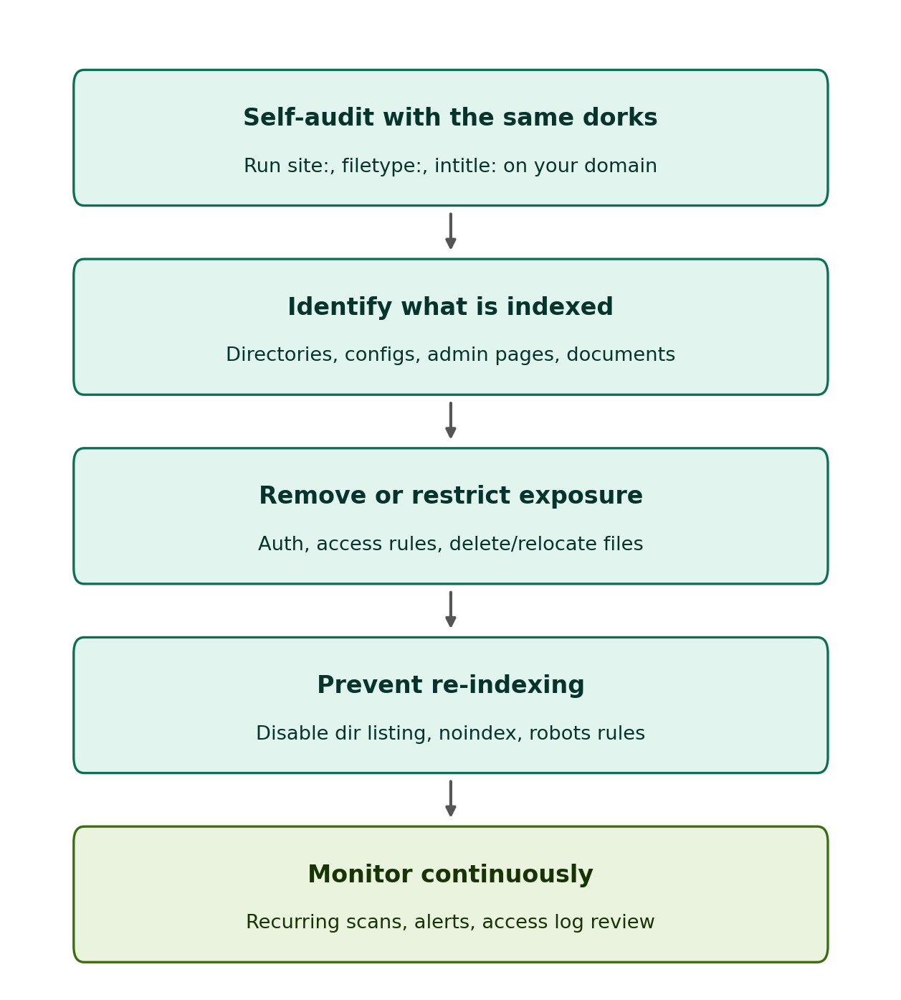 Self-audit with the same dorks
Run site:, filetype:, intitle: on your domain
Identify what is indexed
Directories, configs, admin pages, documents
Remove or restrict exposure
Auth, access rules, delete/relocate files
Prevent re-indexing
Disable dir listing, noindex, robots rules
Monitor continuously
Recurring scans, alerts, access log review